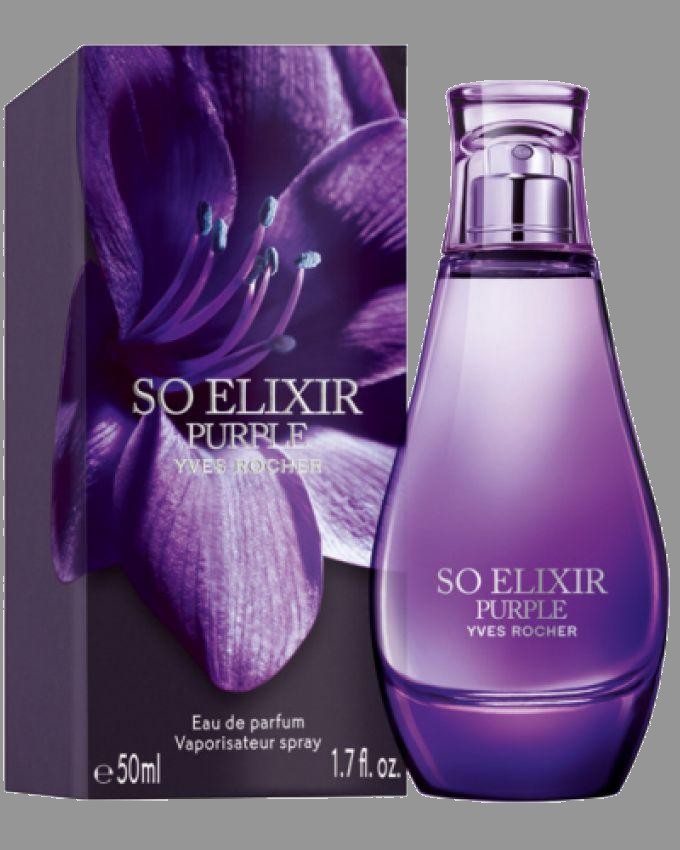 SO ELIXIR
PURPLE
YVES ROCHER
Eau de parfum
Vaporisateur spray
℮50ml
1.7 fl. oz.
SO ELIXIR
PURPLE
YVES ROCHER